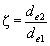 ζ = d_{e2} / d_{e1}